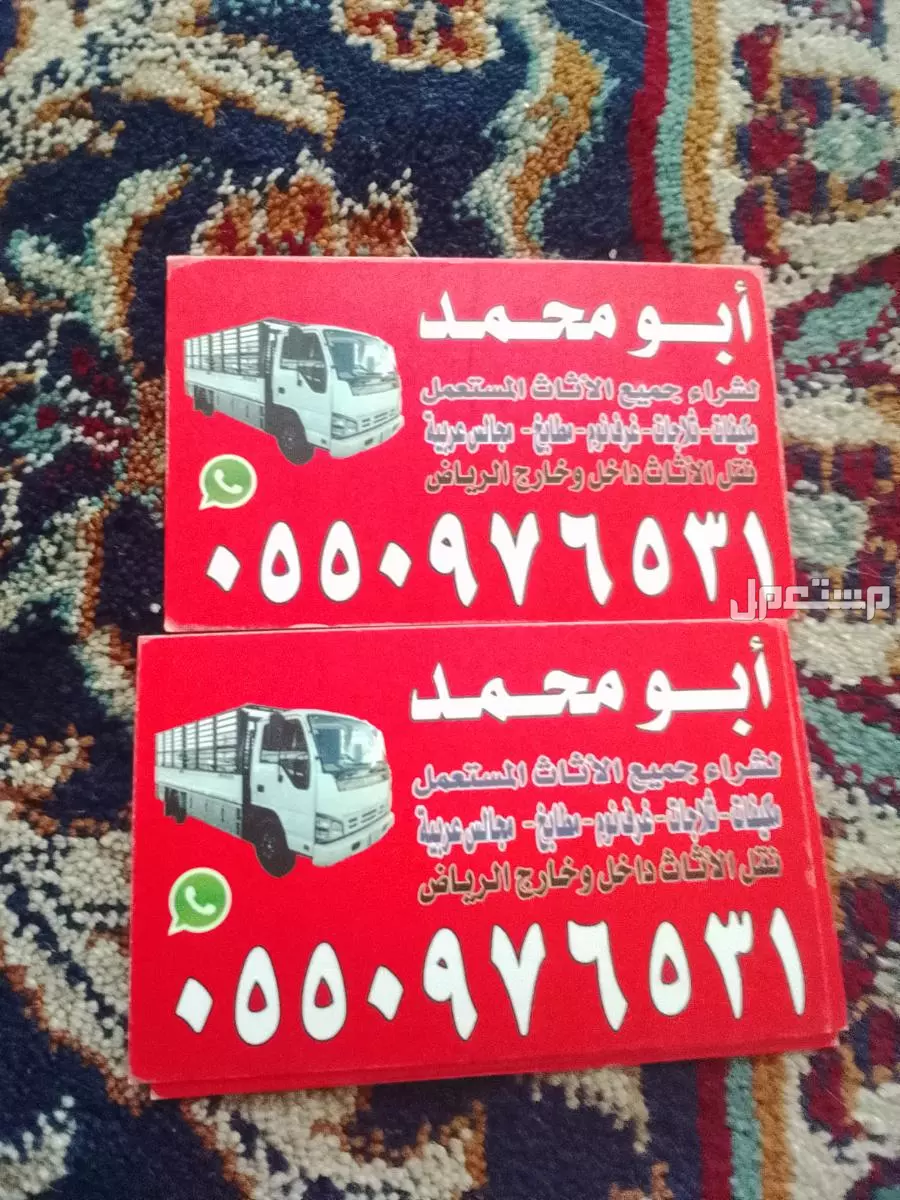 أبو محمد
لشراء جميع الأثاث المستعمل
مكيفات - ثلاجات - غرف نوم - مطابخ - مجالس عربية
نقل الأثاث داخل وخارج الرياض
٠٥٥٠٩٧٦٥٣١
مستعمل
أبو محمد
لشراء جميع الأثاث المستعمل
مكيفات - ثلاجات - غرف نوم - مطابخ - مجالس عربية
نقل الأثاث داخل وخارج الرياض
٠٥٥٠٩٧٦٥٣١